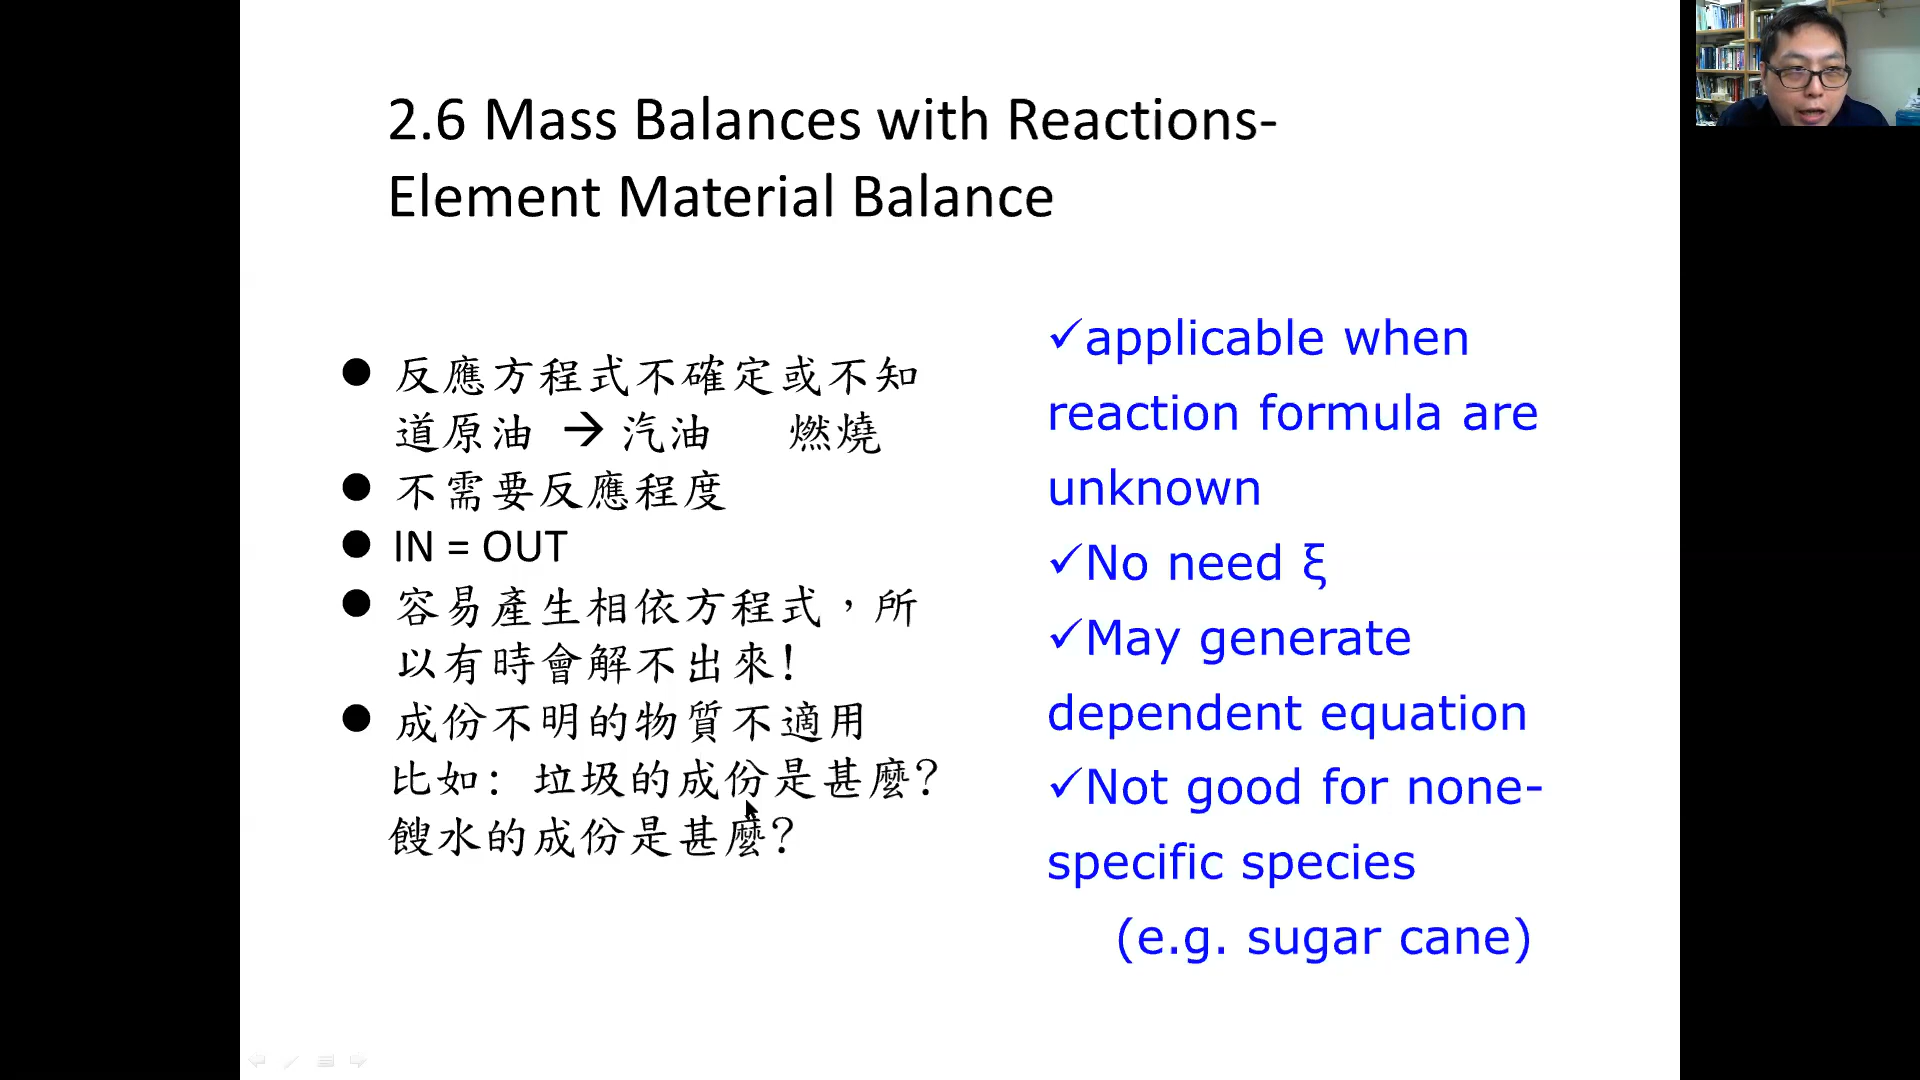 2.6 Mass Balances with Reactions-
Element Material Balance
● 反應方程式不確定或不知
道原油 → 汽油 燃燒
● 不需要反應程度
● IN = OUT
● 容易產生相依方程式，所
以有時會解不出來!
● 成份不明的物質不適用
比如: 垃圾的成份是甚麼?
餿水的成份是甚麼?
✓applicable when
reaction formula are
unknown
✓No need ξ
✓May generate
dependent equation
✓Not good for none-
specific species
(e.g. sugar cane)